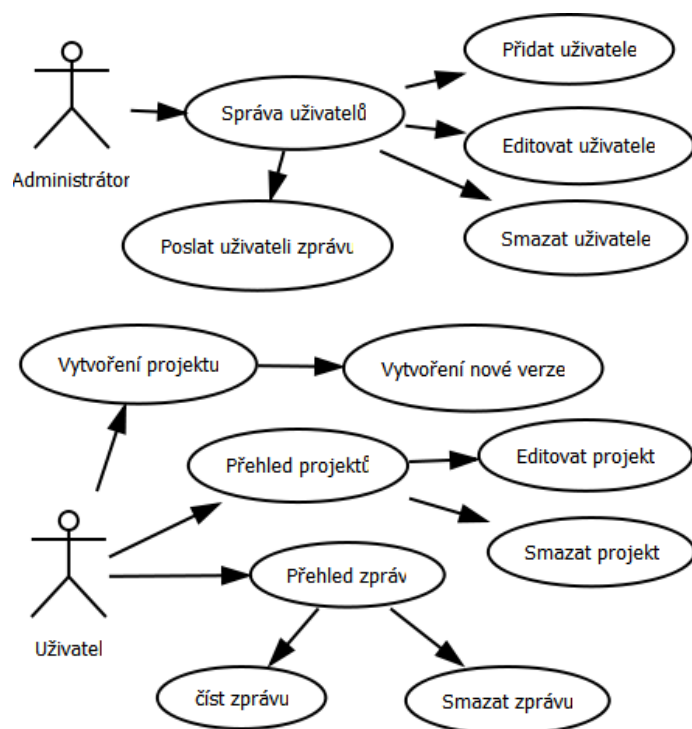 Přidat uživatele
Správa uživatelů
Editovat uživatele
Administrátor
Poslat uživateli zprávu
Smazat uživatele
Vytvoření projektu
Vytvoření nové verze
Přehled projektů
Editovat projekt
Smazat projekt
Přehled zpráv
Uživatel
číst zprávu
Smazat zprávu